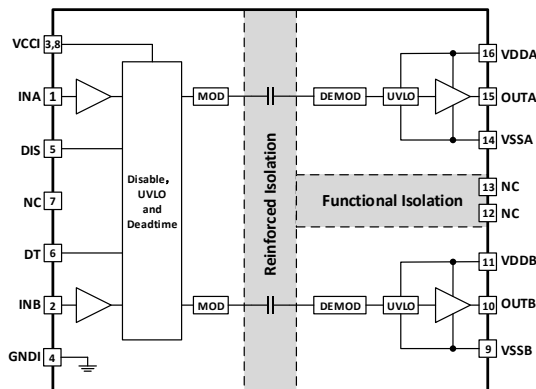 VCCI 3,8
INA 1
DIS 5
NC 7
DT 6
INB 2
GNDI 4
Disable,
UVLO
and
Deadtime
MOD
MOD
Reinforced Isolation
DEMOD UVLO
16 VDDA
15 OUTA
14 VSSA
13 NC
Functional Isolation
12 NC
11 VDDB
DEMOD UVLO
10 OUTB
9 VSSB